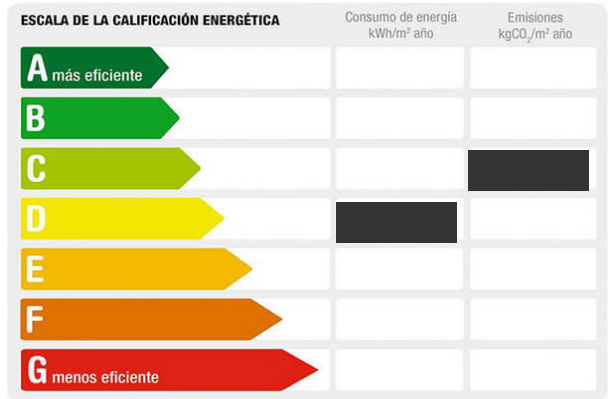 ESCALA DE LA CALIFICACIÓN ENERGÉTICA
Consumo de energía
kWh/m² año
Emisiones
kgCO₂/m² año
A más eficiente
B
C
D
E
F
G menos eficiente